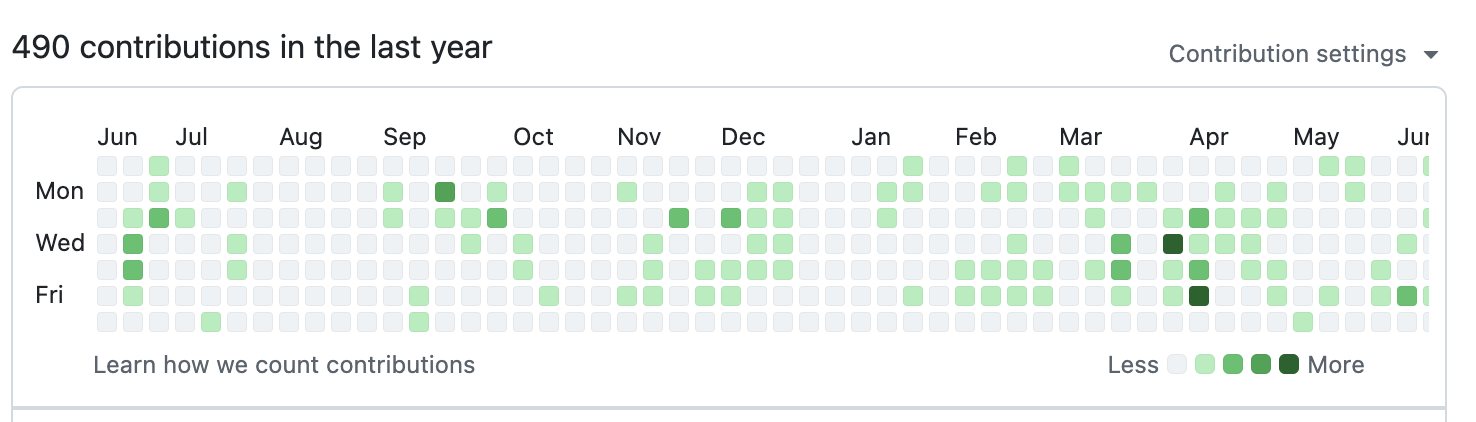 490 contributions in the last year
Contribution settings
Jun Jul Aug Sep Oct Nov Dec Jan Feb Mar Apr May Jur
Mon
Wed
Fri
Learn how we count contributions
Less More